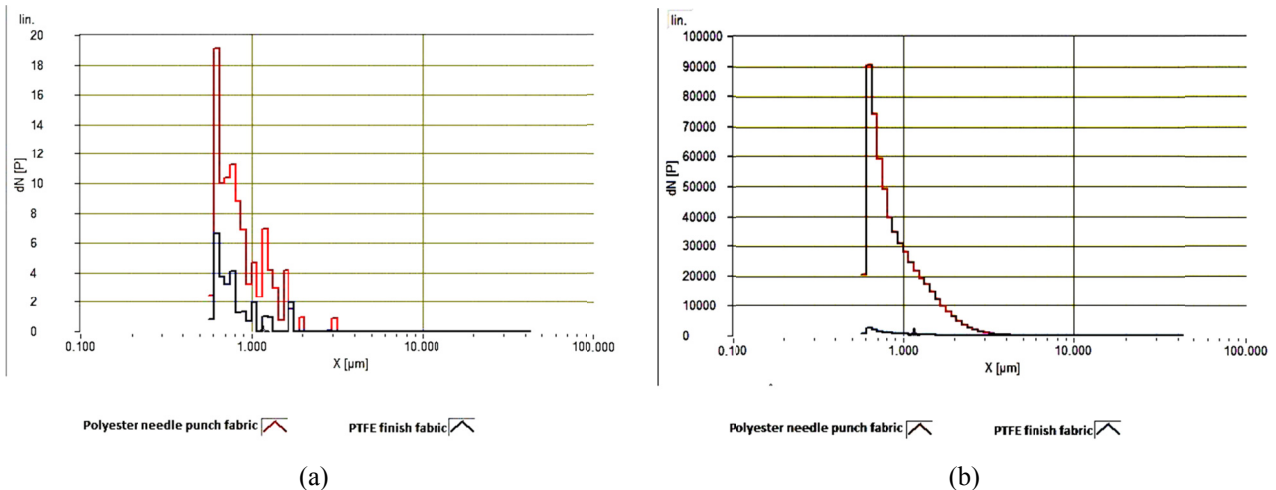 lin.
20
18
16
14
12
10
8
6
4
2
0
dN [P]
0.100
1.000
10.000
100.000
X [µm]
Polyester needle punch fabric
PTFE finish fabric
(a)
lin.
100000
90000
80000
70000
60000
50000
40000
30000
20000
10000
0
dN [P]
0.100
1.000
10.000
100.000
X [µm]
Polyester needle punch fabric
PTFE finish fabric
(b)